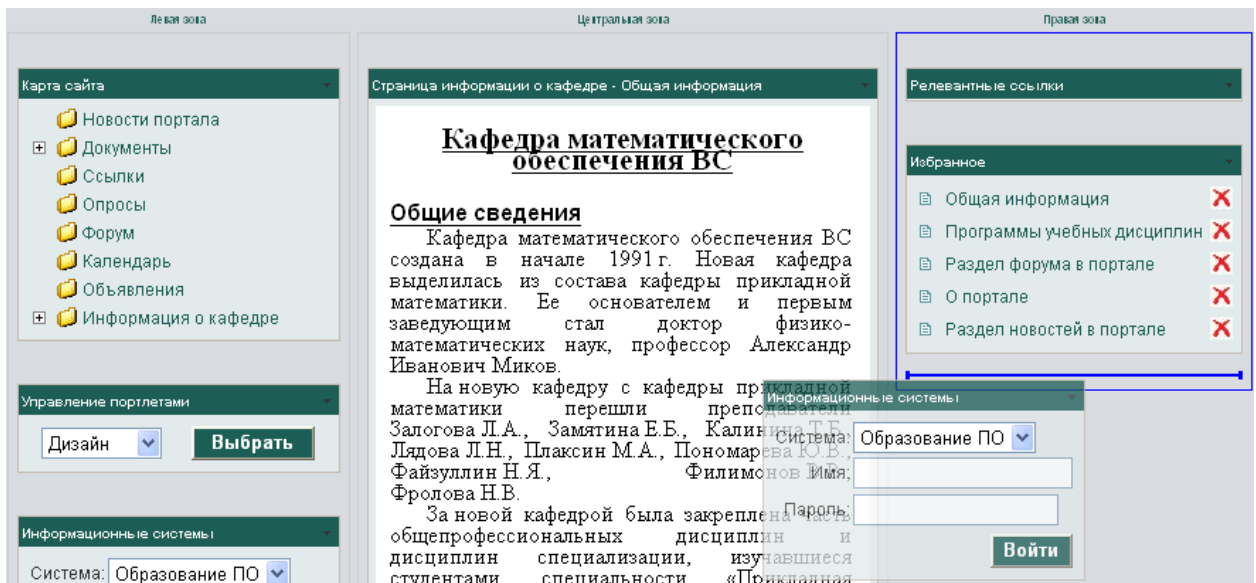 Левая зона
Центральная зона
Правая зона
Карта сайта
Новости портала
Документы
Ссылки
Опросы
Форум
Календарь
Объявления
Информация о кафедре
Управление портлетами
Дизайн
Выбрать
Информационные системы
Система: Образование ПО
Страница информации о кафедре - Общая информация
Кафедра математического
обеспечения ВС
Общие сведения
Кафедра математического обеспечения ВС
создана в начале 1991 г. Новая кафедра
выделилась из состава кафедры прикладной
математики. Ее основателем и первым
заведующим стал доктор физико-
математических наук, профессор Александр
Иванович Миков.
На новую кафедру с кафедры прикладной
математики перешли преподаватели
Залогова Л.А., Замятина Е.Б., Калинина Т.Б.,
Лядова Л.Н., Плаксин М.А., Пономарева Ю.В.,
Файзуллин Н.Я., Филимонов В.В.,
Фролова Н.В.
За новой кафедрой была закреплена часть
общепрофессиональных дисциплин и
дисциплин специализации, изучавшиеся
студентами специальности «Прикладная
Релевантные ссылки
Избранное
Общая информация
Программы учебных дисциплин
Раздел форума в портале
О портале
Раздел новостей в портале
Информационные системы
Система: Образование ПО
Имя:
Пароль:
Войти